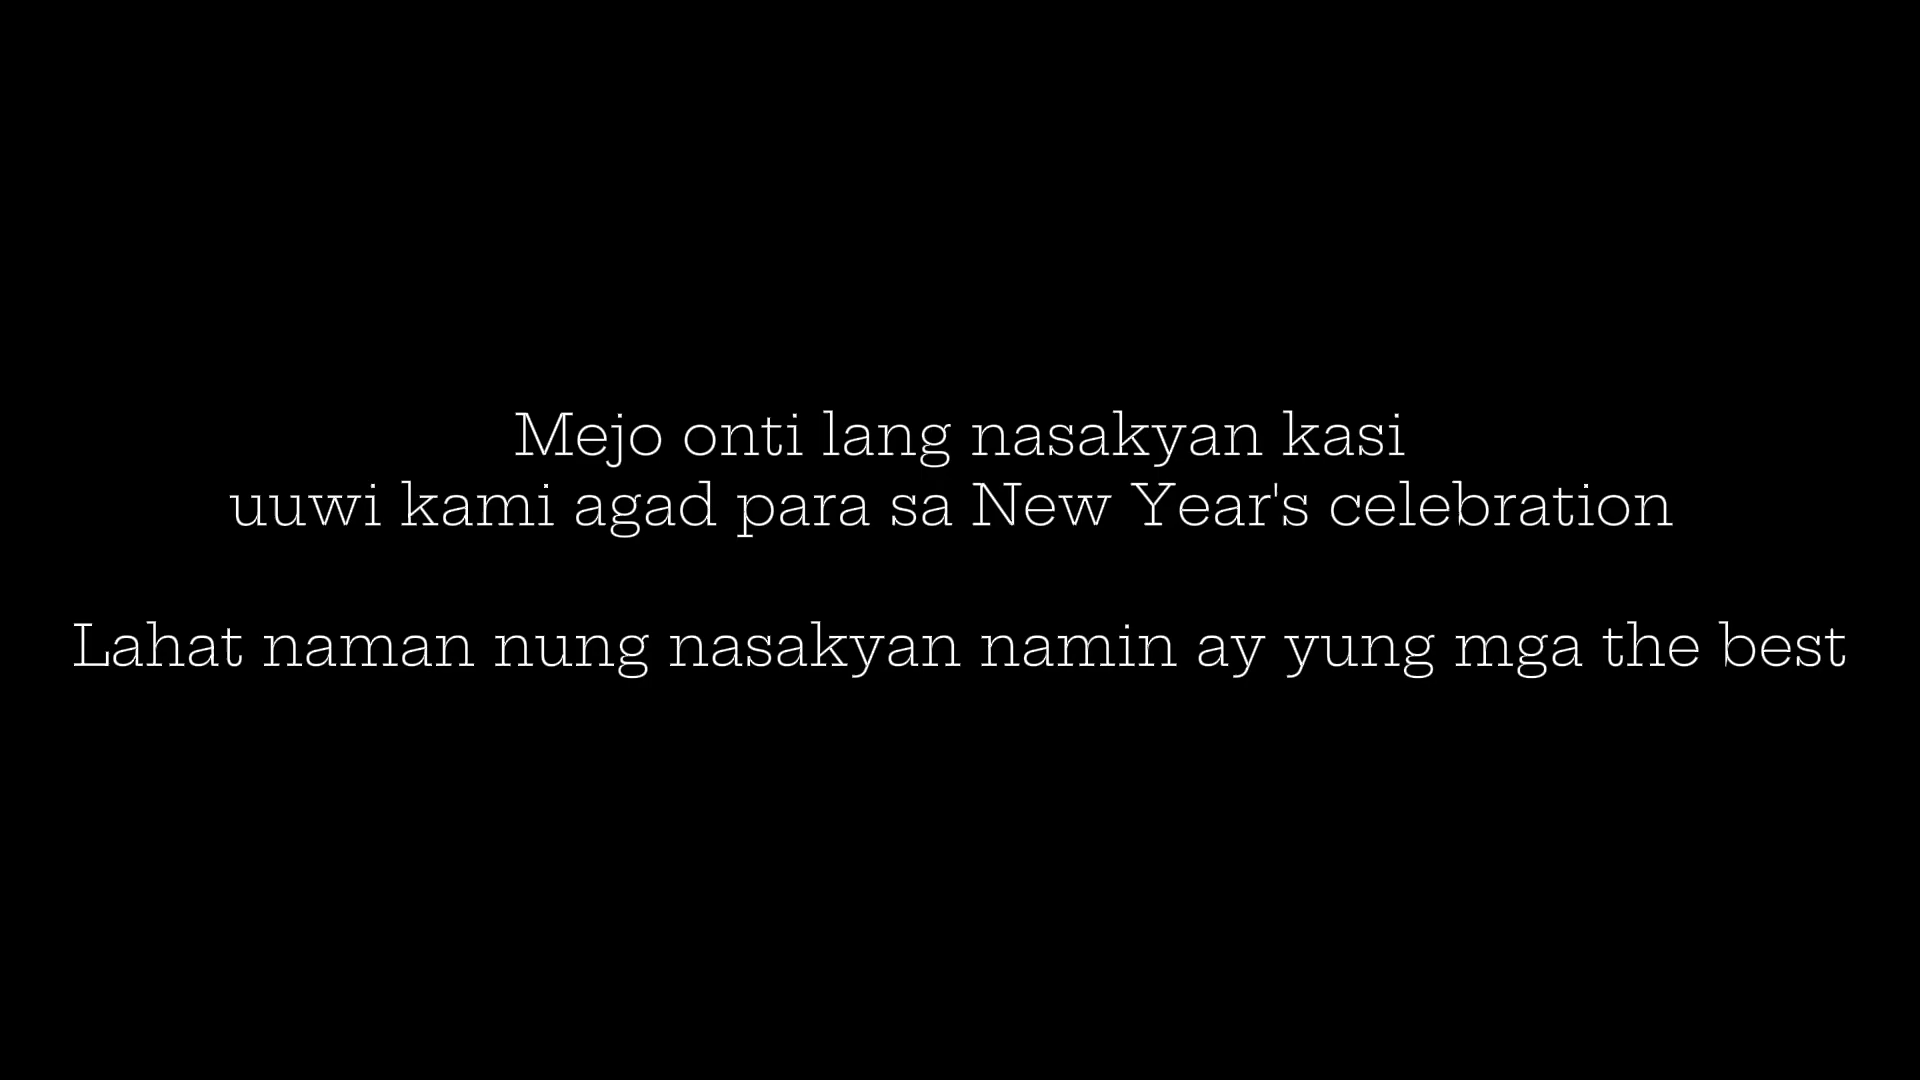 Mejo onti lang nasakyan kasi
uuwi kami agad para sa New Year's celebration
Lahat naman nung nasakyan namin ay yung mga the best